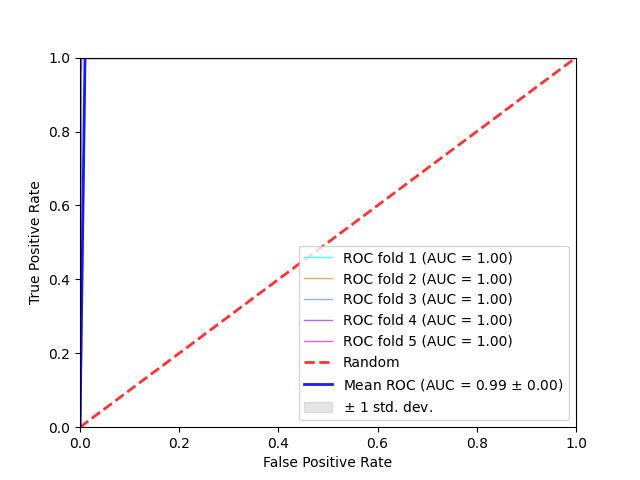 1.0
0.8
0.6
0.4
0.2
0.0
True Positive Rate
ROC fold 1 (AUC = 1.00)
ROC fold 2 (AUC = 1.00)
ROC fold 3 (AUC = 1.00)
ROC fold 4 (AUC = 1.00)
ROC fold 5 (AUC = 1.00)
Random
Mean ROC (AUC = 0.99 ± 0.00)
± 1 std. dev.
0.0 0.2 0.4 0.6 0.8 1.0
False Positive Rate